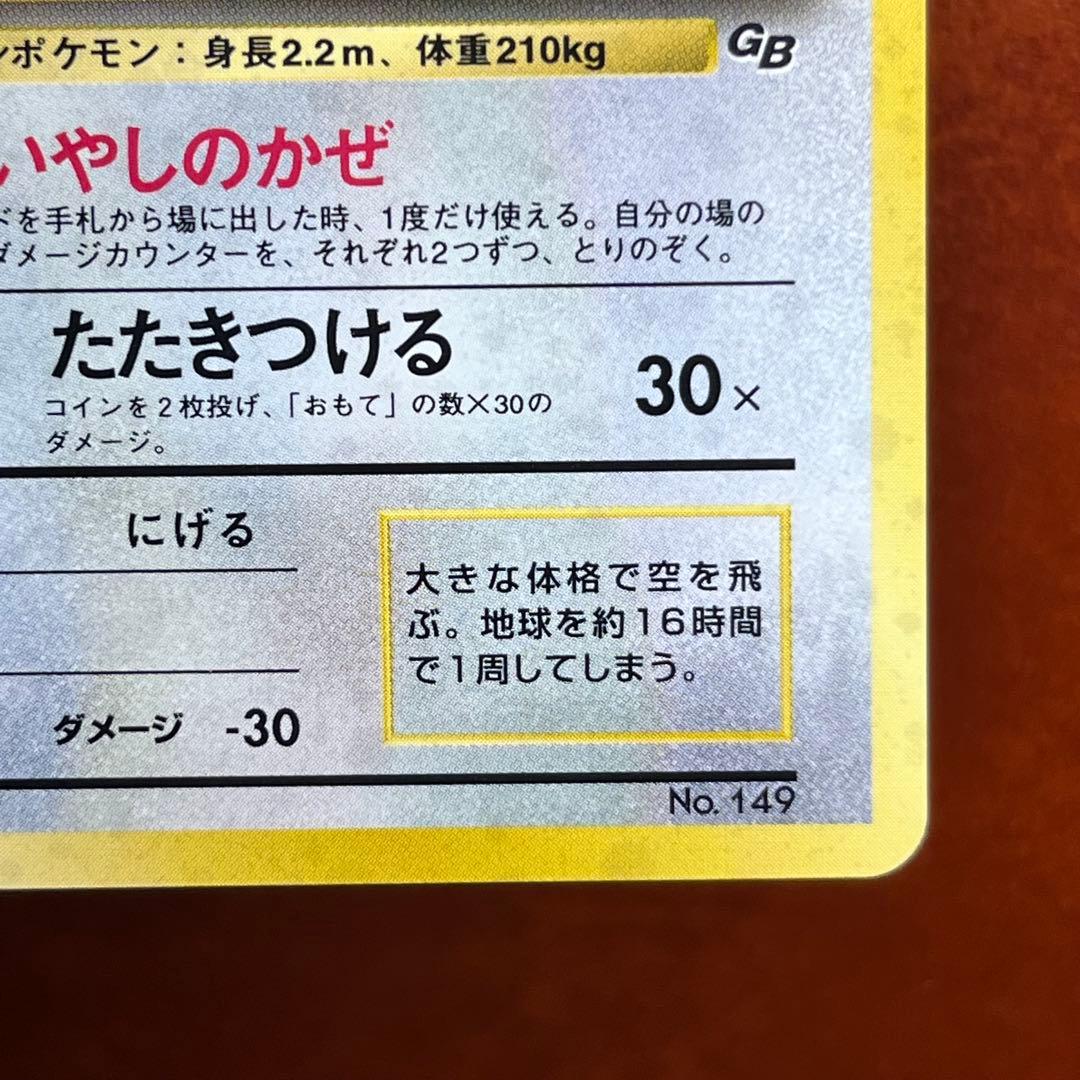 ンポケモン：身長2.2m、体重210kg
GB
いやしのかぜ
ドを手札から場に出した時、1度だけ使える。自分の場の
ダメージカウンターを、それぞれ2つずつ、とりのぞく。
たたきつける
30×
コインを2枚投げ、「おもて」の数×30の
ダメージ。
にげる
大きな体格で空を飛
ぶ。地球を約16時間
で1周してしまう。
ダメージ -30
No. 149